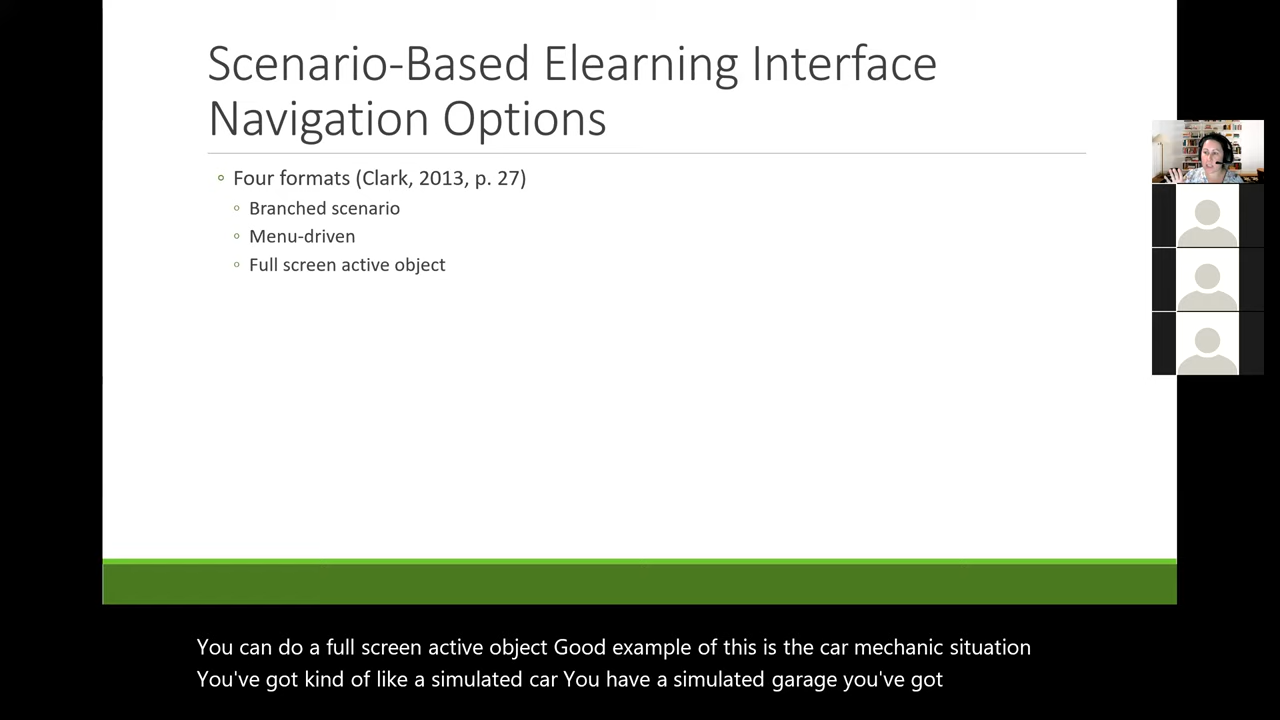 Scenario-Based Elearning Interface
Navigation Options
◦ Four formats (Clark, 2013, p. 27)
◦ Branched scenario
◦ Menu-driven
◦ Full screen active object
You can do a full screen active object Good example of this is the car mechanic situation
You've got kind of like a simulated car You have a simulated garage you've got